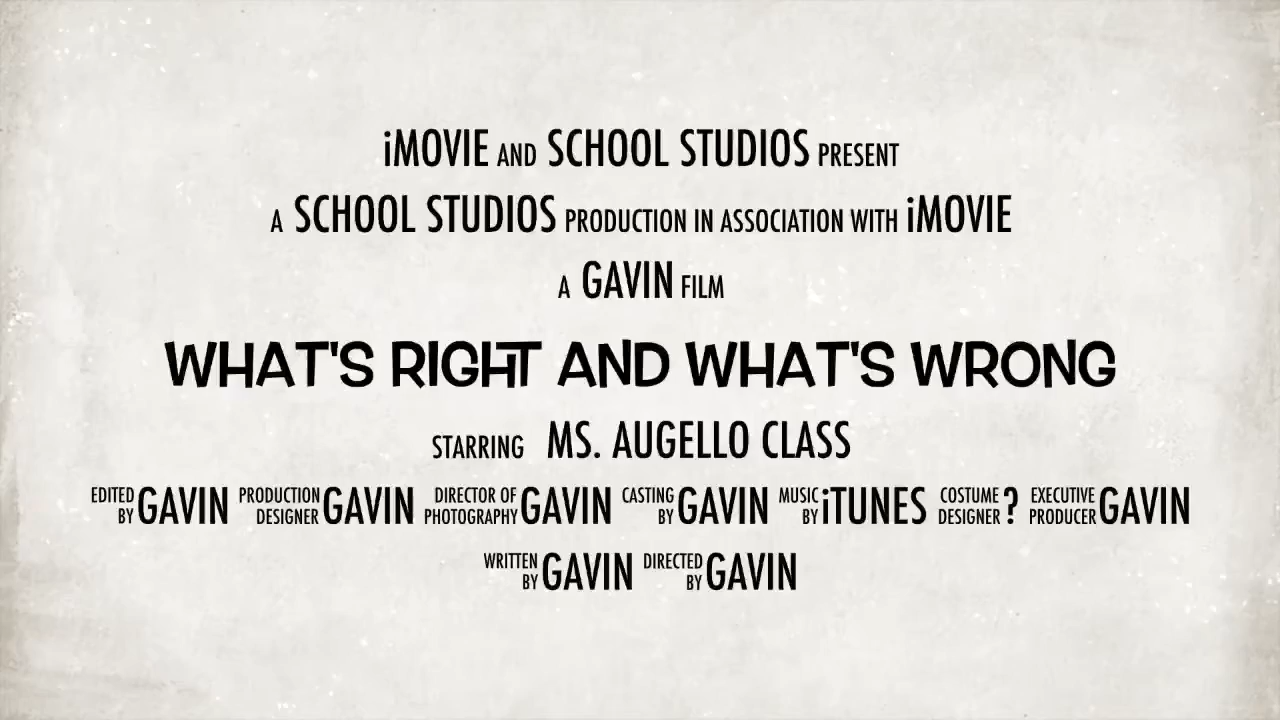 iMOVIE AND SCHOOL STUDIOS PRESENT
A SCHOOL STUDIOS PRODUCTION IN ASSOCIATION WITH iMOVIE
A GAVIN FILM
WHAT'S RIGHT AND WHAT'S WRONG
STARRING MS. AUGELLO CLASS
EDITED BY GAVIN PRODUCTION DESIGNER GAVIN DIRECTOR OF PHOTOGRAPHY GAVIN CASTING BY GAVIN MUSIC BY iTUNES COSTUME DESIGNER ? EXECUTIVE PRODUCER GAVIN
WRITTEN BY GAVIN DIRECTED BY GAVIN